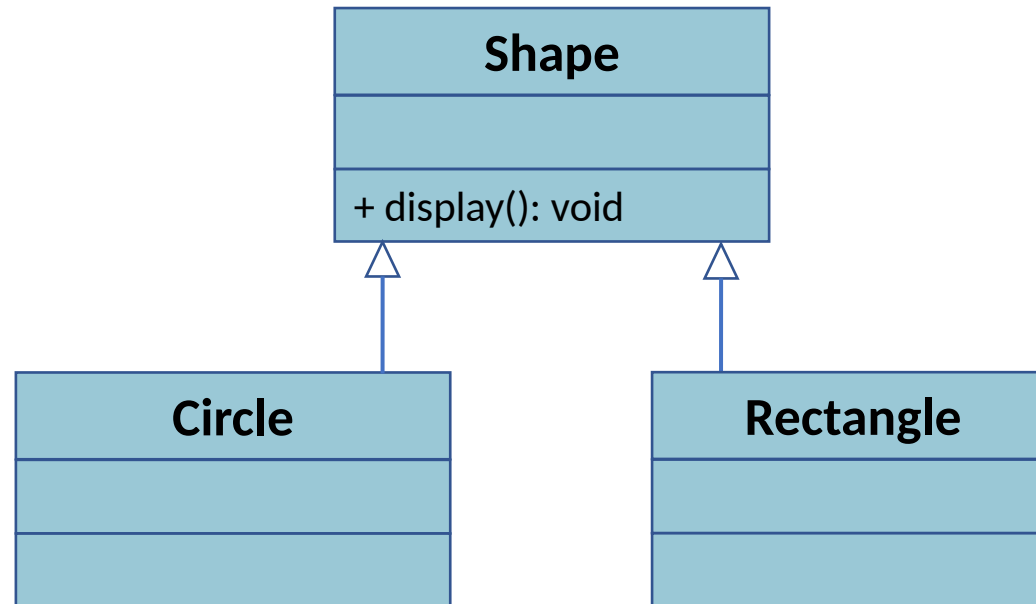 Shape
+ display(): void
Circle
Rectangle